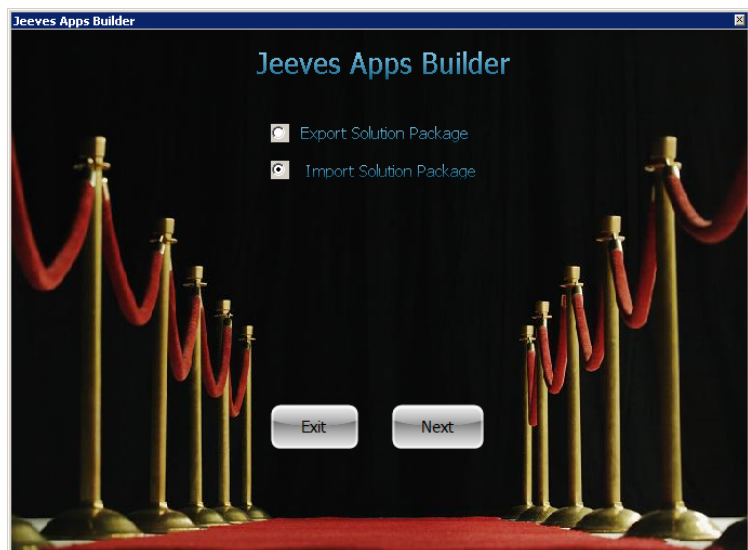 Jeeves Apps Builder
Jeeves Apps Builder
Export Solution Package
Import Solution Package
Exit
Next